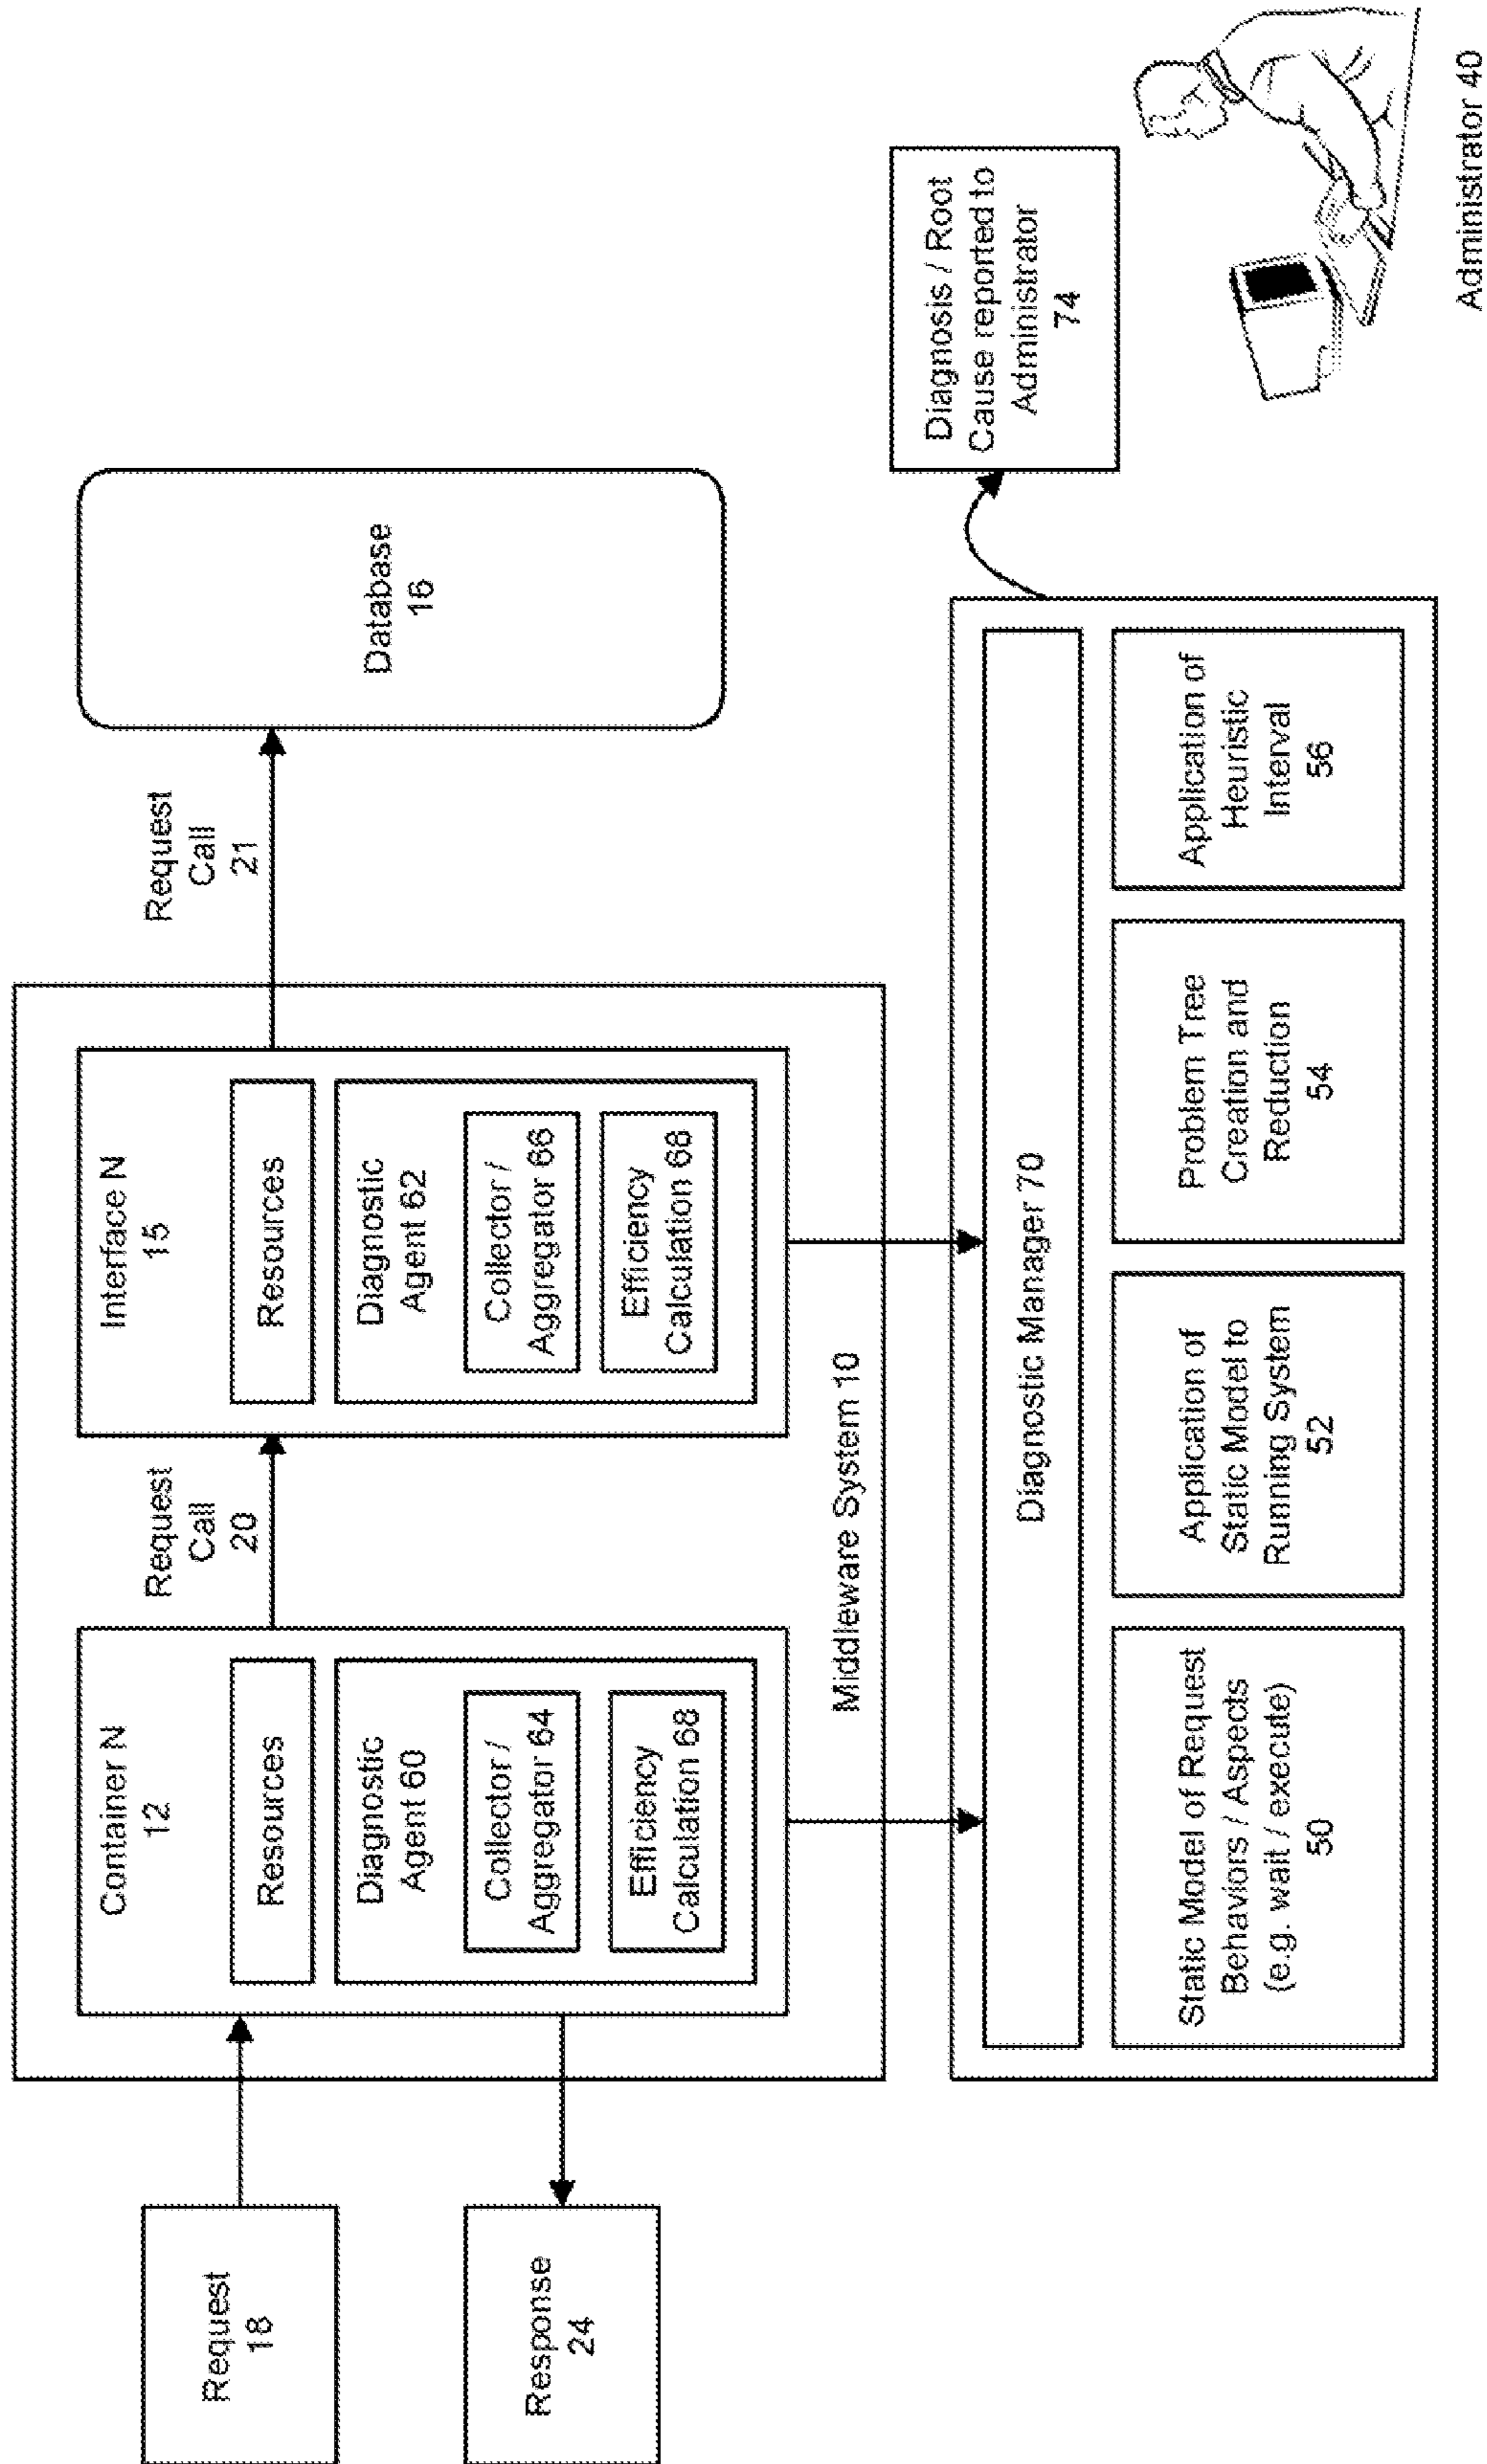 Request
18
Response
24
Container N
12
Resources
Diagnostic
Agent 60
Collector /
Aggregator 64
Efficiency
Calculation 68
Request
Call
20
Interface N
15
Resources
Diagnostic
Agent 62
Collector /
Aggregator 66
Efficiency
Calculation 68
Middleware System 10
Request
Call
21
Database
16
Diagnostic Manager 70
Static Model of Request
Behaviors / Aspects
(e.g. wait / execute)
50
Application of
Static Model to
Running System
52
Problem Tree
Creation and
Reduction
54
Application of
Heuristic
Interval
56
Diagnosis / Root
Cause reported to
Administrator
74
Administrator 40